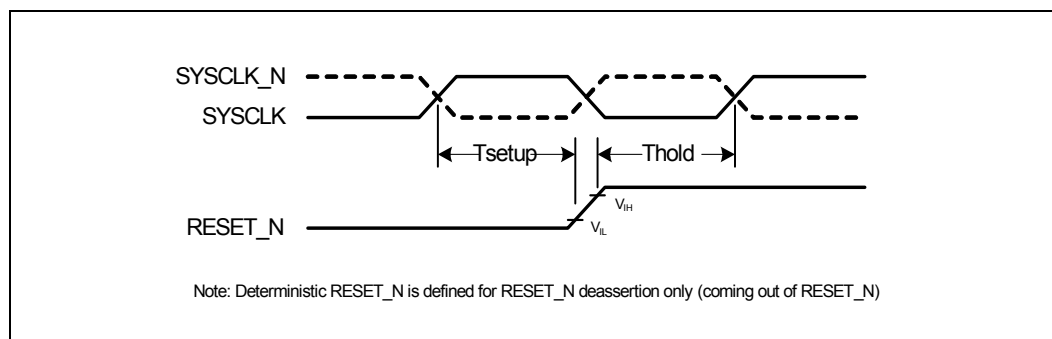 SYSCLK_N
SYSCLK
Tsetup
Thold
VIH
VIL
RESET_N
Note: Deterministic RESET_N is defined for RESET_N deassertion only (coming out of RESET_N)